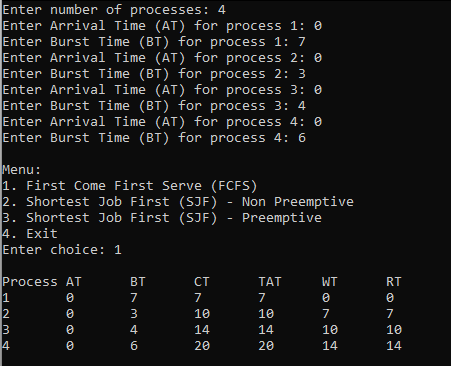 Enter number of processes: 4
Enter Arrival Time (AT) for process 1: 0
Enter Burst Time (BT) for process 1: 7
Enter Arrival Time (AT) for process 2: 0
Enter Burst Time (BT) for process 2: 3
Enter Arrival Time (AT) for process 3: 0
Enter Burst Time (BT) for process 3: 4
Enter Arrival Time (AT) for process 4: 0
Enter Burst Time (BT) for process 4: 6
Menu:
1. First Come First Serve (FCFS)
2. Shortest Job First (SJF) - Non Preemptive
3. Shortest Job First (SJF) - Preemptive
4. Exit
Enter choice: 1
Process AT BT CT TAT WT RT
1 0 7 7 7 0 0
2 0 3 10 10 7 7
3 0 4 14 14 10 10
4 0 6 20 20 14 14